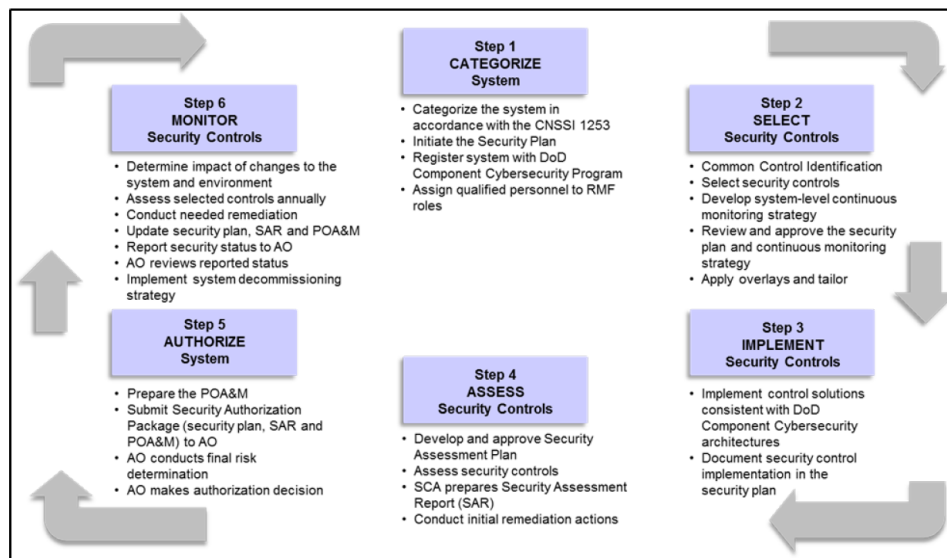 Step 1
CATEGORIZE
System
• Categorize the system in
accordance with the CNSSI 1253
• Initiate the Security Plan
• Register system with DoD
Component Cybersecurity Program
• Assign qualified personnel to RMF
roles
Step 2
SELECT
Security Controls
• Common Control Identification
• Select security controls
• Develop system-level continuous
monitoring strategy
• Review and approve the security
plan and continuous monitoring
strategy
• Apply overlays and tailor
Step 3
IMPLEMENT
Security Controls
• Implement control solutions
consistent with DoD
Component Cybersecurity
architectures
• Document security control
implementation in the
security plan
Step 4
ASSESS
Security Controls
• Develop and approve Security
Assessment Plan
• Assess security controls
• SCA prepares Security Assessment
Report (SAR)
• Conduct initial remediation actions
Step 5
AUTHORIZE
System
• Prepare the POA&M
• Submit Security Authorization
Package (security plan, SAR and
POA&M) to AO
• AO conducts final risk
determination
• AO makes authorization decision
Step 6
MONITOR
Security Controls
• Determine impact of changes to the
system and environment
• Assess selected controls annually
• Conduct needed remediation
• Update security plan, SAR and POA&M
• Report security status to AO
• AO reviews reported status
• Implement system decommissioning
strategy